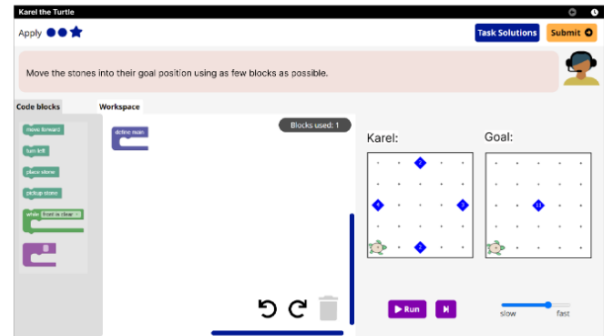 Karel the Turtle
Apply
Task Solutions
Submit
Move the stones into their goal position using as few blocks as possible.
Code blocks
Workspace
Blocks used: 1
move forward
turn left
place stone
pickup stone
while front is clear
define main
Karel:
Goal:
Run
slow
fast